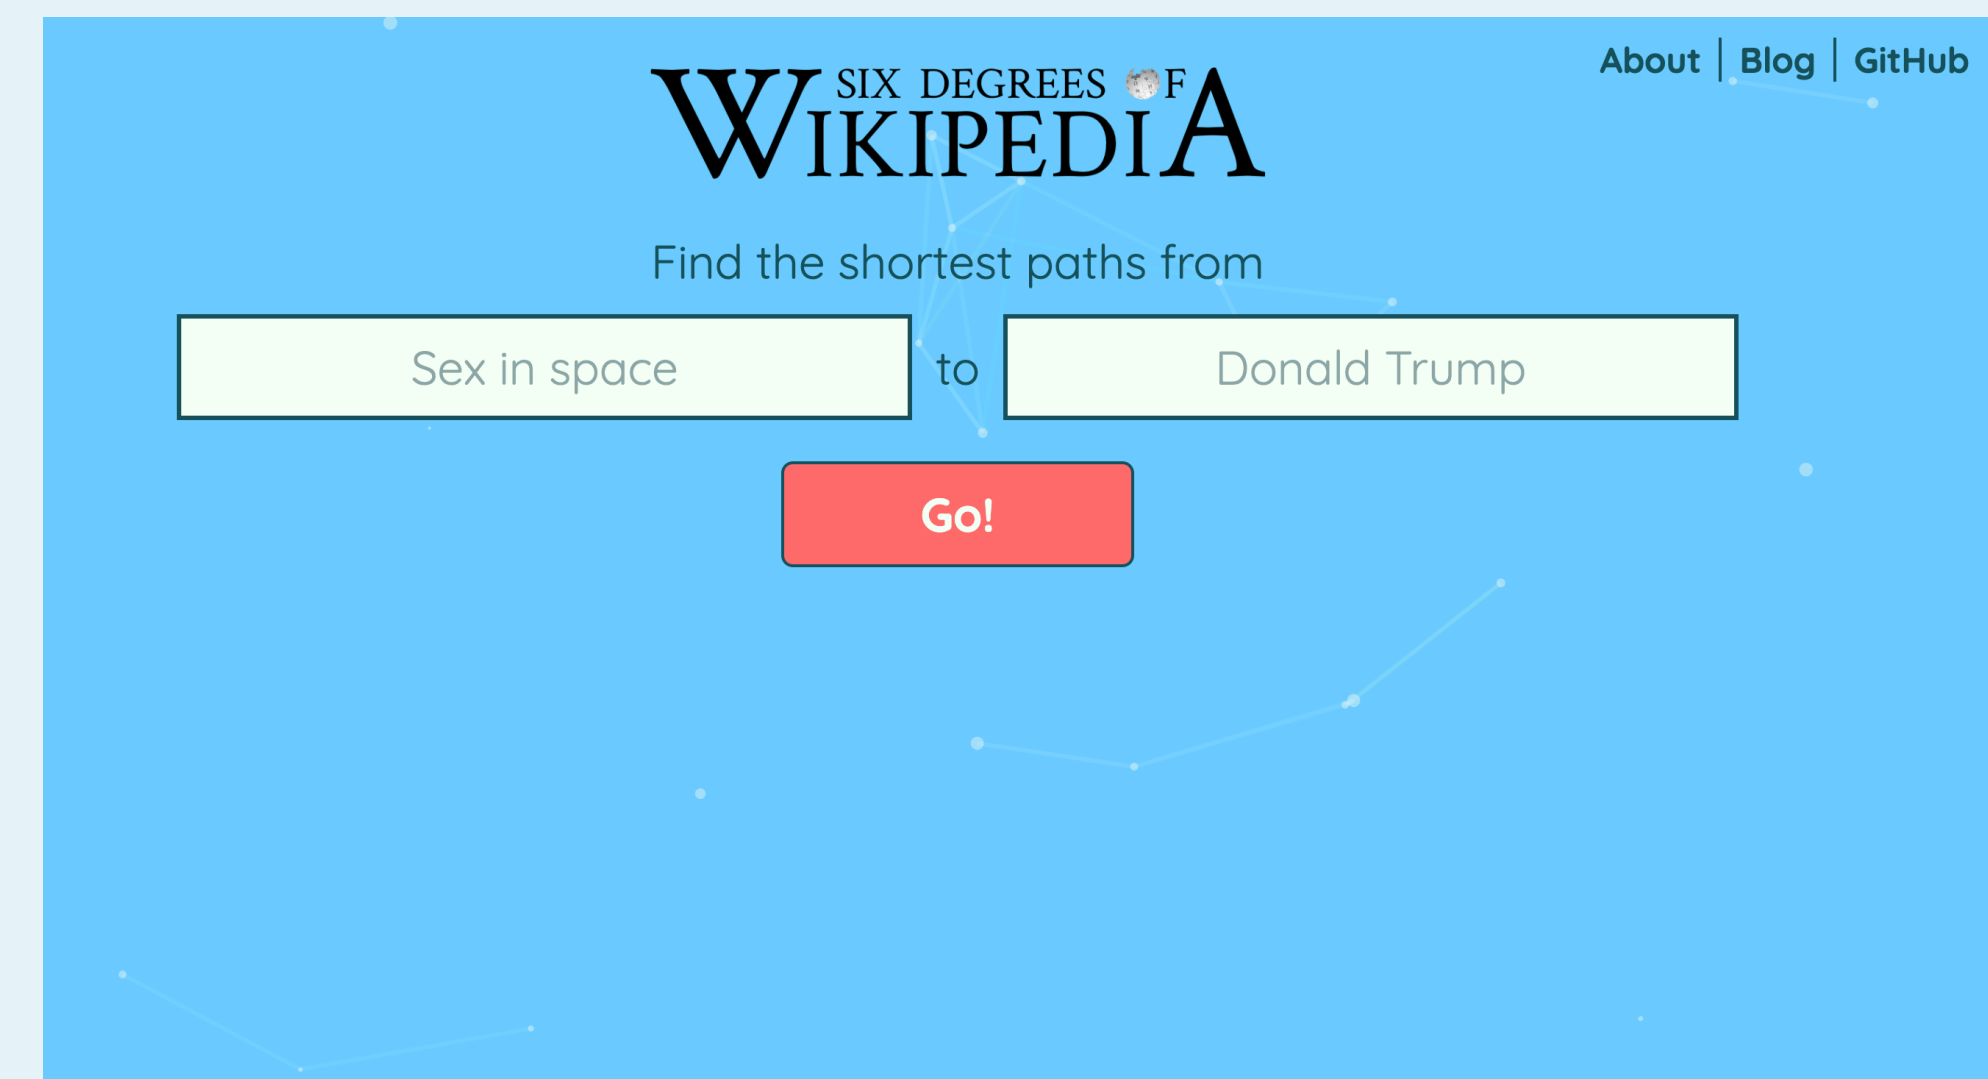 About | Blog | GitHub
SIX DEGREES OF
WIKIPEDIA
Find the shortest paths from
Sex in space to Donald Trump
Go!